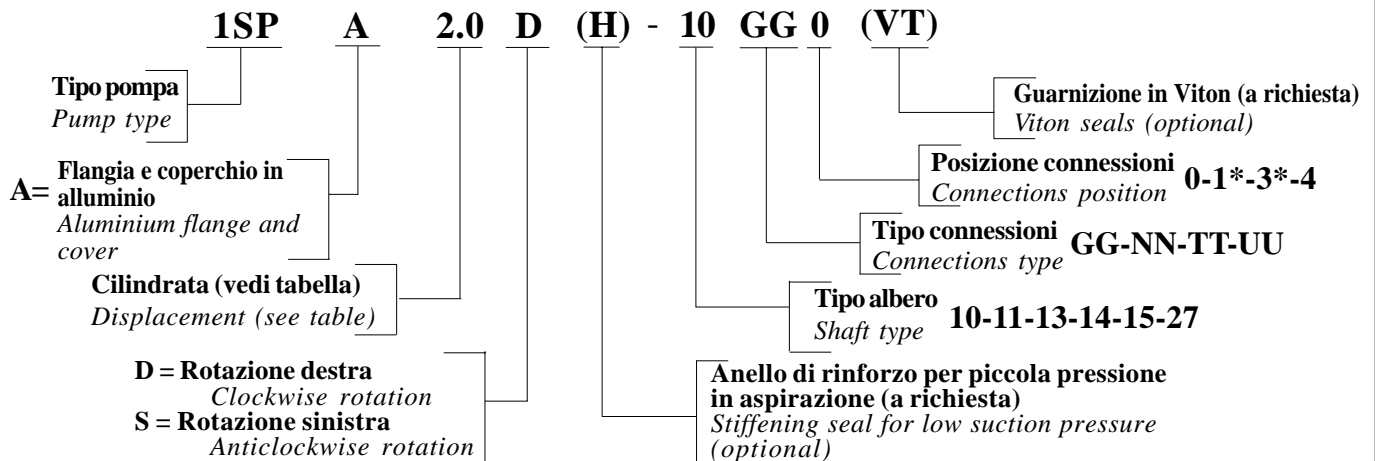 1SP A 2.0 D (H) - 10 GG 0 (VT)
Tipo pompa
Pump type
A= Flangia e coperchio in
alluminio
Aluminium flange and
cover
Cilindrata (vedi tabella)
Displacement (see table)
D = Rotazione destra
Clockwise rotation
S = Rotazione sinistra
Anticlockwise rotation
Guarnizione in Viton (a richiesta)
Viton seals (optional)
Posizione connessioni
Connections position
0-1*-3*-4
Tipo connessioni
Connections type
GG-NN-TT-UU
Tipo albero
Shaft type
10-11-13-14-15-27
Anello di rinforzo per piccola pressione
in aspirazione (a richiesta)
Stiffening seal for low suction pressure
(optional)